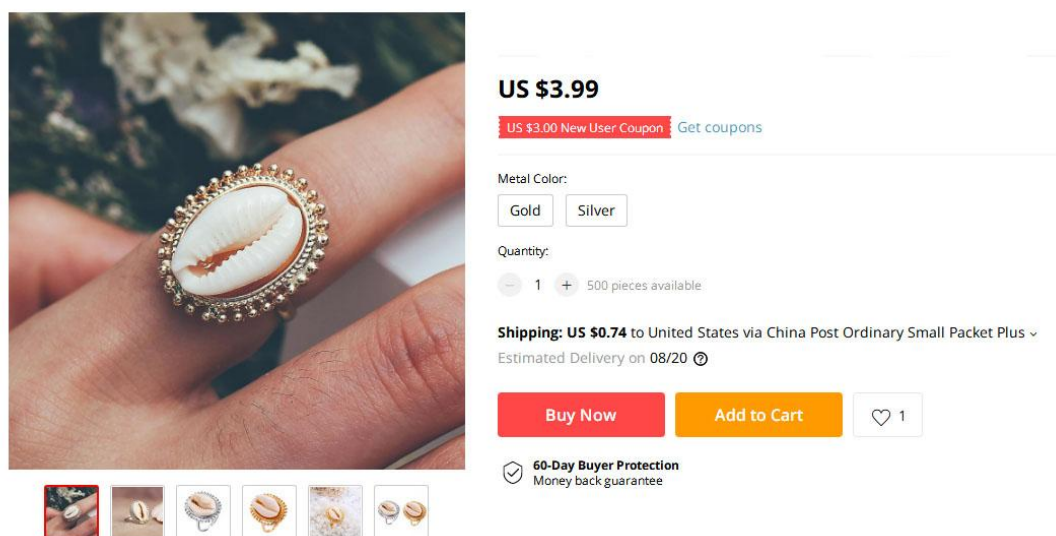 US $3.99
US $3.00 New User Coupon Get coupons
Metal Color:
Gold Silver
Quantity:
− 1 + 500 pieces available
Shipping: US $0.74 to United States via China Post Ordinary Small Packet Plus
Estimated Delivery on 08/20 ?
Buy Now Add to Cart 1
60-Day Buyer Protection
Money back guarantee